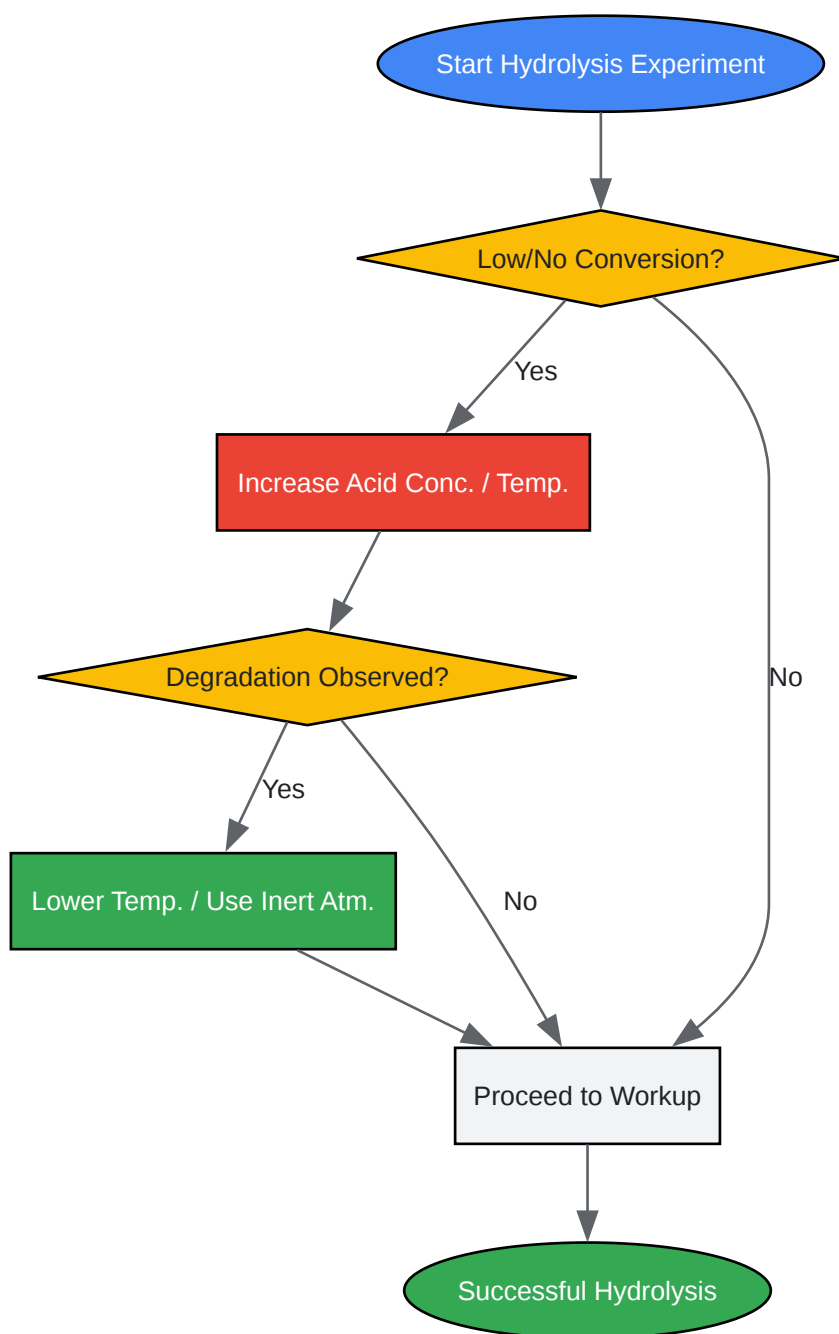 Start Hydrolysis Experiment
Low/No Conversion?
Yes
Increase Acid Conc. / Temp.
Degradation Observed?
No
Yes
Lower Temp. / Use Inert Atm.
No
Proceed to Workup
Successful Hydrolysis